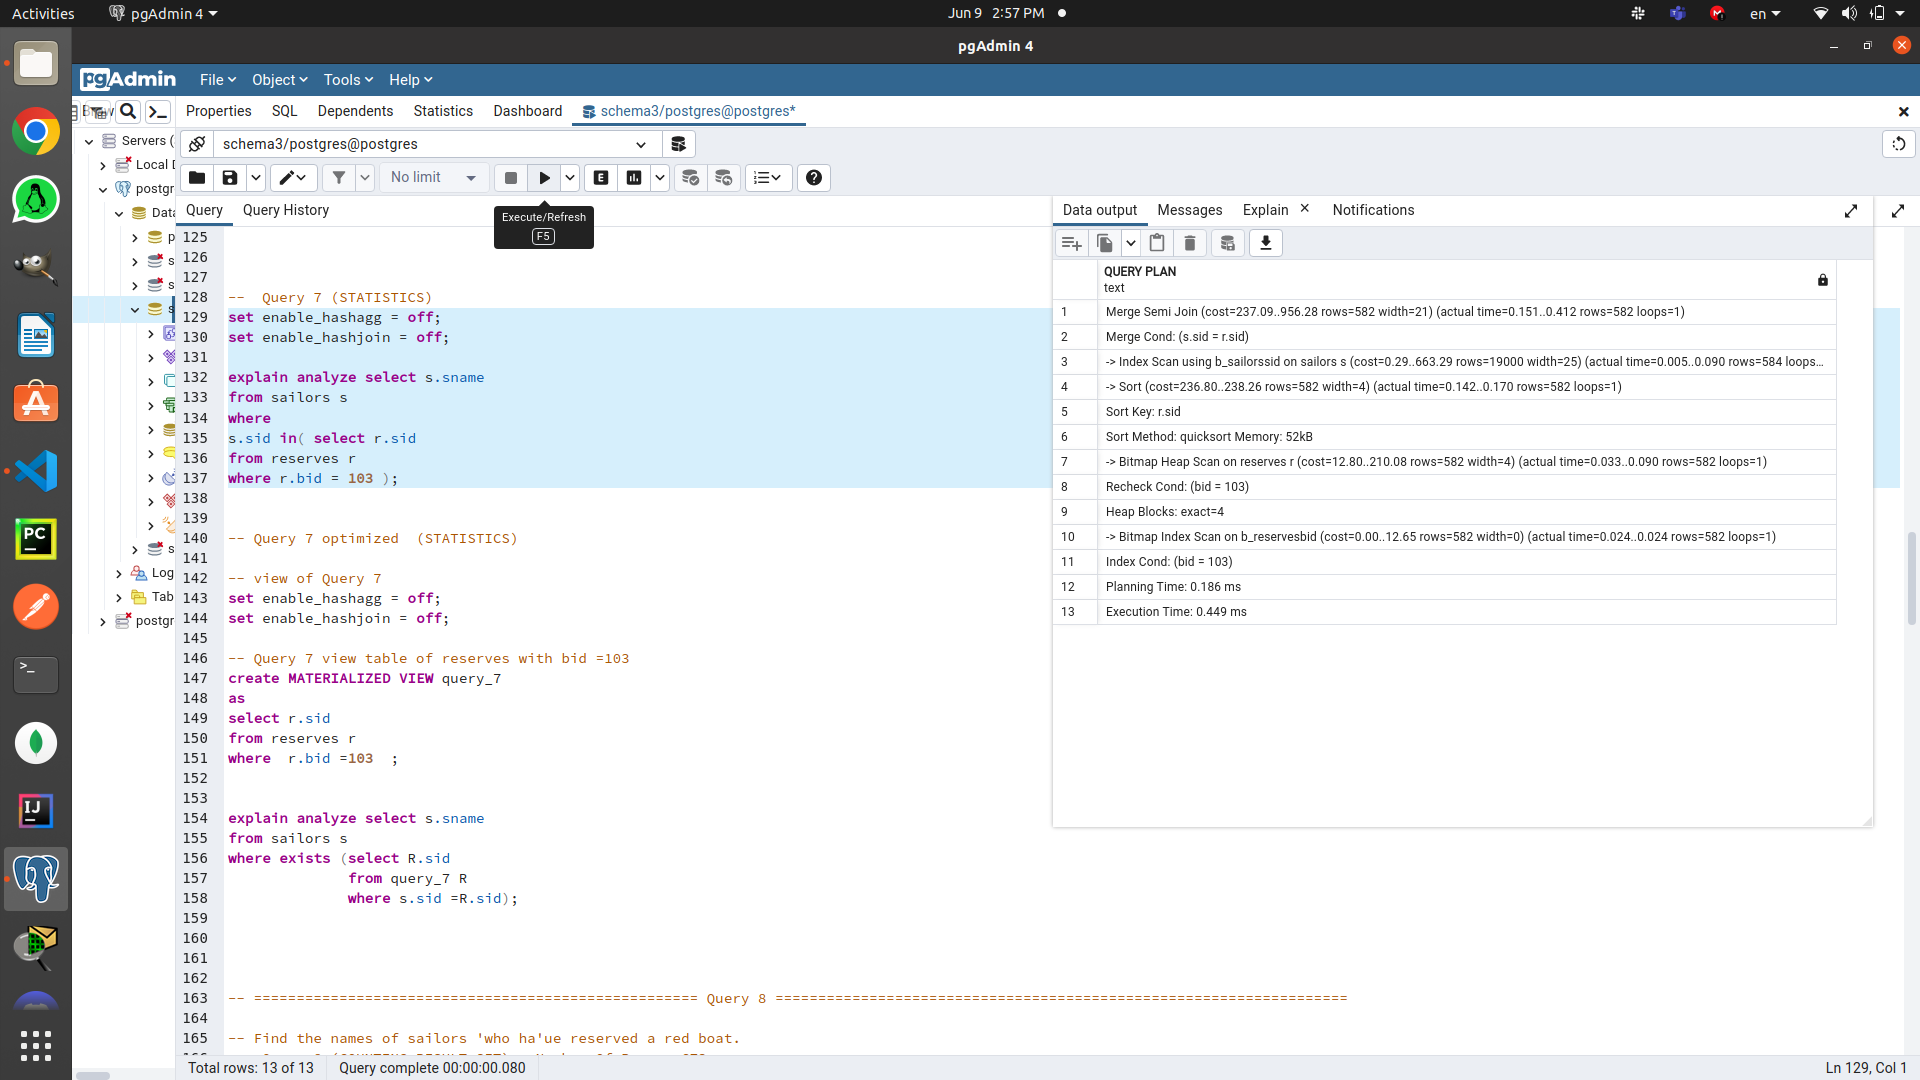 Activities
pgAdmin 4
Jun 9 2:57 PM
en
pgAdmin 4
pgAdmin
File
Object
Tools
Help
Properties
SQL
Dependents
Statistics
Dashboard
schema3/postgres@postgres*
Servers (
Local D
postgr
Data
p
s
s
s
s
Log
Tab
postgr
schema3/postgres@postgres
No limit
Execute/Refresh
F5
Query
Query History
125
126
127
128 -- Query 7 (STATISTICS)
129 set enable_hashagg = off;
130 set enable_hashjoin = off;
131
132 explain analyze select s.sname
133 from sailors s
134 where
135 s.sid in( select r.sid
136 from reserves r
137 where r.bid = 103 );
138
139
140 -- Query 7 optimized (STATISTICS)
141
142 -- view of Query 7
143 set enable_hashagg = off;
144 set enable_hashjoin = off;
145
146 -- Query 7 view table of reserves with bid =103
147 create MATERIALIZED VIEW query_7
148 as
149 select r.sid
150 from reserves r
151 where r.bid =103 ;
152
153
154 explain analyze select s.sname
155 from sailors s
156 where exists (select R.sid
157 from query_7 R
158 where s.sid =R.sid);
159
160
161
162
163 -- ==================================================== Query 8 ===================================================================
164
165 -- Find the names of sailors 'who ha'ue reserved a red boat.
Data output
Messages
Explain
Notifications
QUERY PLAN
text
1 Merge Semi Join (cost=237.09..956.28 rows=582 width=21) (actual time=0.151..0.412 rows=582 loops=1)
2 Merge Cond: (s.sid = r.sid)
3 -> Index Scan using b_sailorssid on sailors s (cost=0.29..663.29 rows=19000 width=25) (actual time=0.005..0.090 rows=584 loops...
4 -> Sort (cost=236.80..238.26 rows=582 width=4) (actual time=0.142..0.170 rows=582 loops=1)
5 Sort Key: r.sid
6 Sort Method: quicksort Memory: 52kB
7 -> Bitmap Heap Scan on reserves r (cost=12.80..210.08 rows=582 width=4) (actual time=0.033..0.090 rows=582 loops=1)
8 Recheck Cond: (bid = 103)
9 Heap Blocks: exact=4
10 -> Bitmap Index Scan on b_reservesbid (cost=0.00..12.65 rows=582 width=0) (actual time=0.024..0.024 rows=582 loops=1)
11 Index Cond: (bid = 103)
12 Planning Time: 0.186 ms
13 Execution Time: 0.449 ms
Total rows: 13 of 13
Query complete 00:00:00.080
Ln 129, Col 1